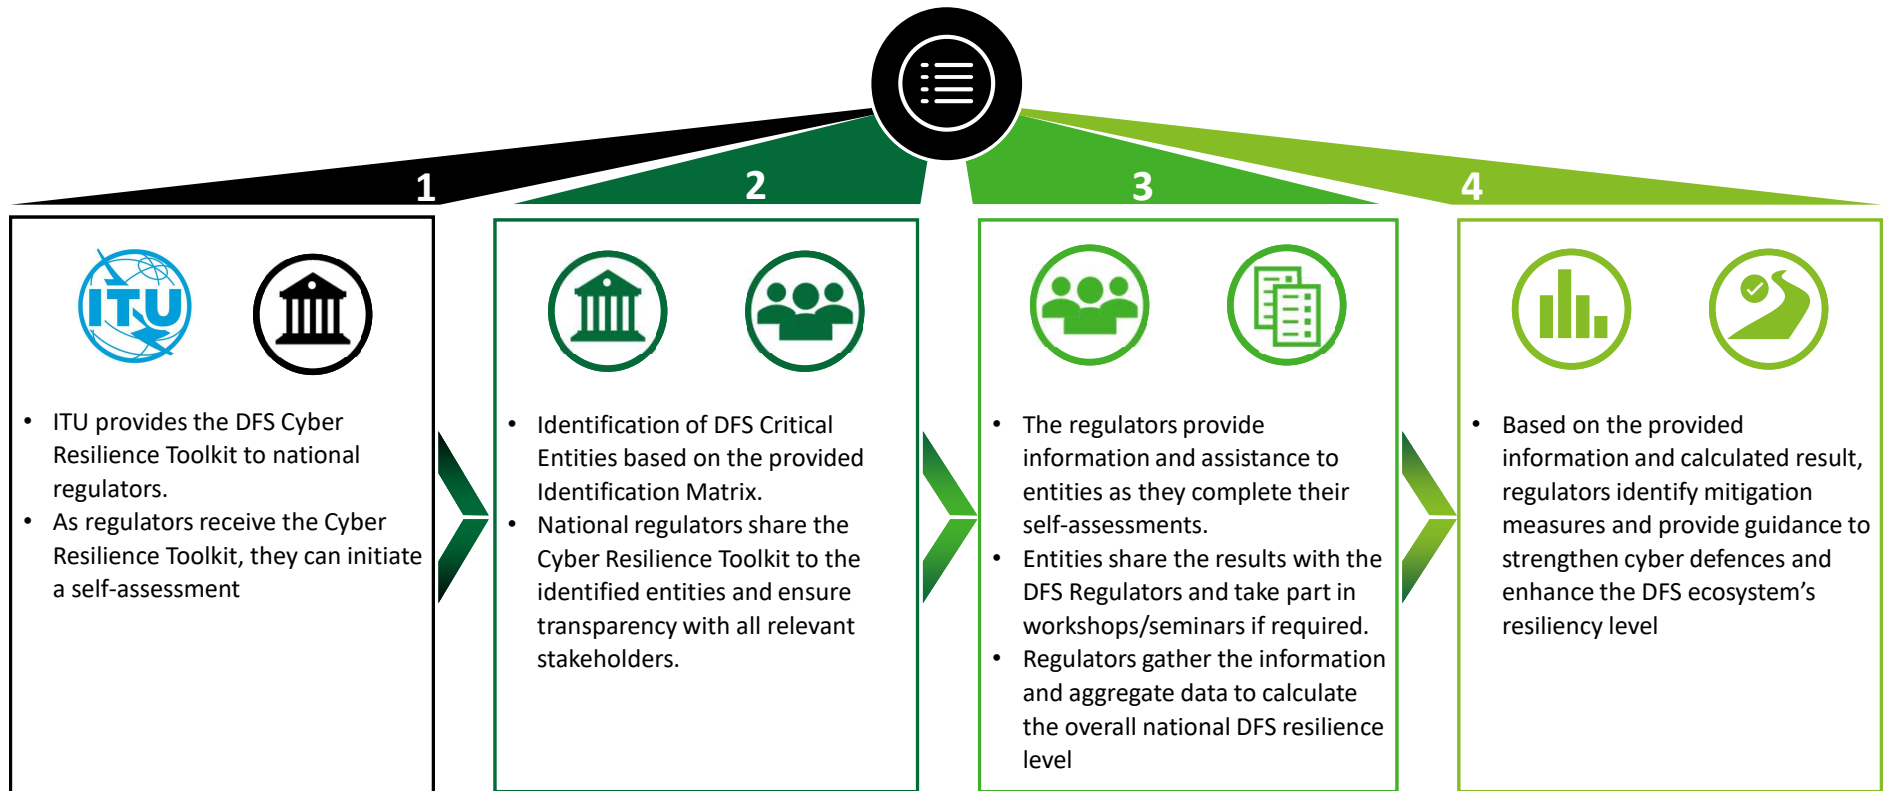 1
2
3
4
ITU
• ITU provides the DFS Cyber
Resilience Toolkit to national
regulators.
• As regulators receive the Cyber
Resilience Toolkit, they can initiate
a self-assessment
• Identification of DFS Critical
Entities based on the provided
Identification Matrix.
• National regulators share the
Cyber Resilience Toolkit to the
identified entities and ensure
transparency with all relevant
stakeholders.
• The regulators provide
information and assistance to
entities as they complete their
self-assessments.
• Entities share the results with the
DFS Regulators and take part in
workshops/seminars if required.
• Regulators gather the information
and aggregate data to calculate
the overall national DFS resilience
level
• Based on the provided
information and calculated result,
regulators identify mitigation
measures and provide guidance to
strengthen cyber defences and
enhance the DFS ecosystem’s
resiliency level